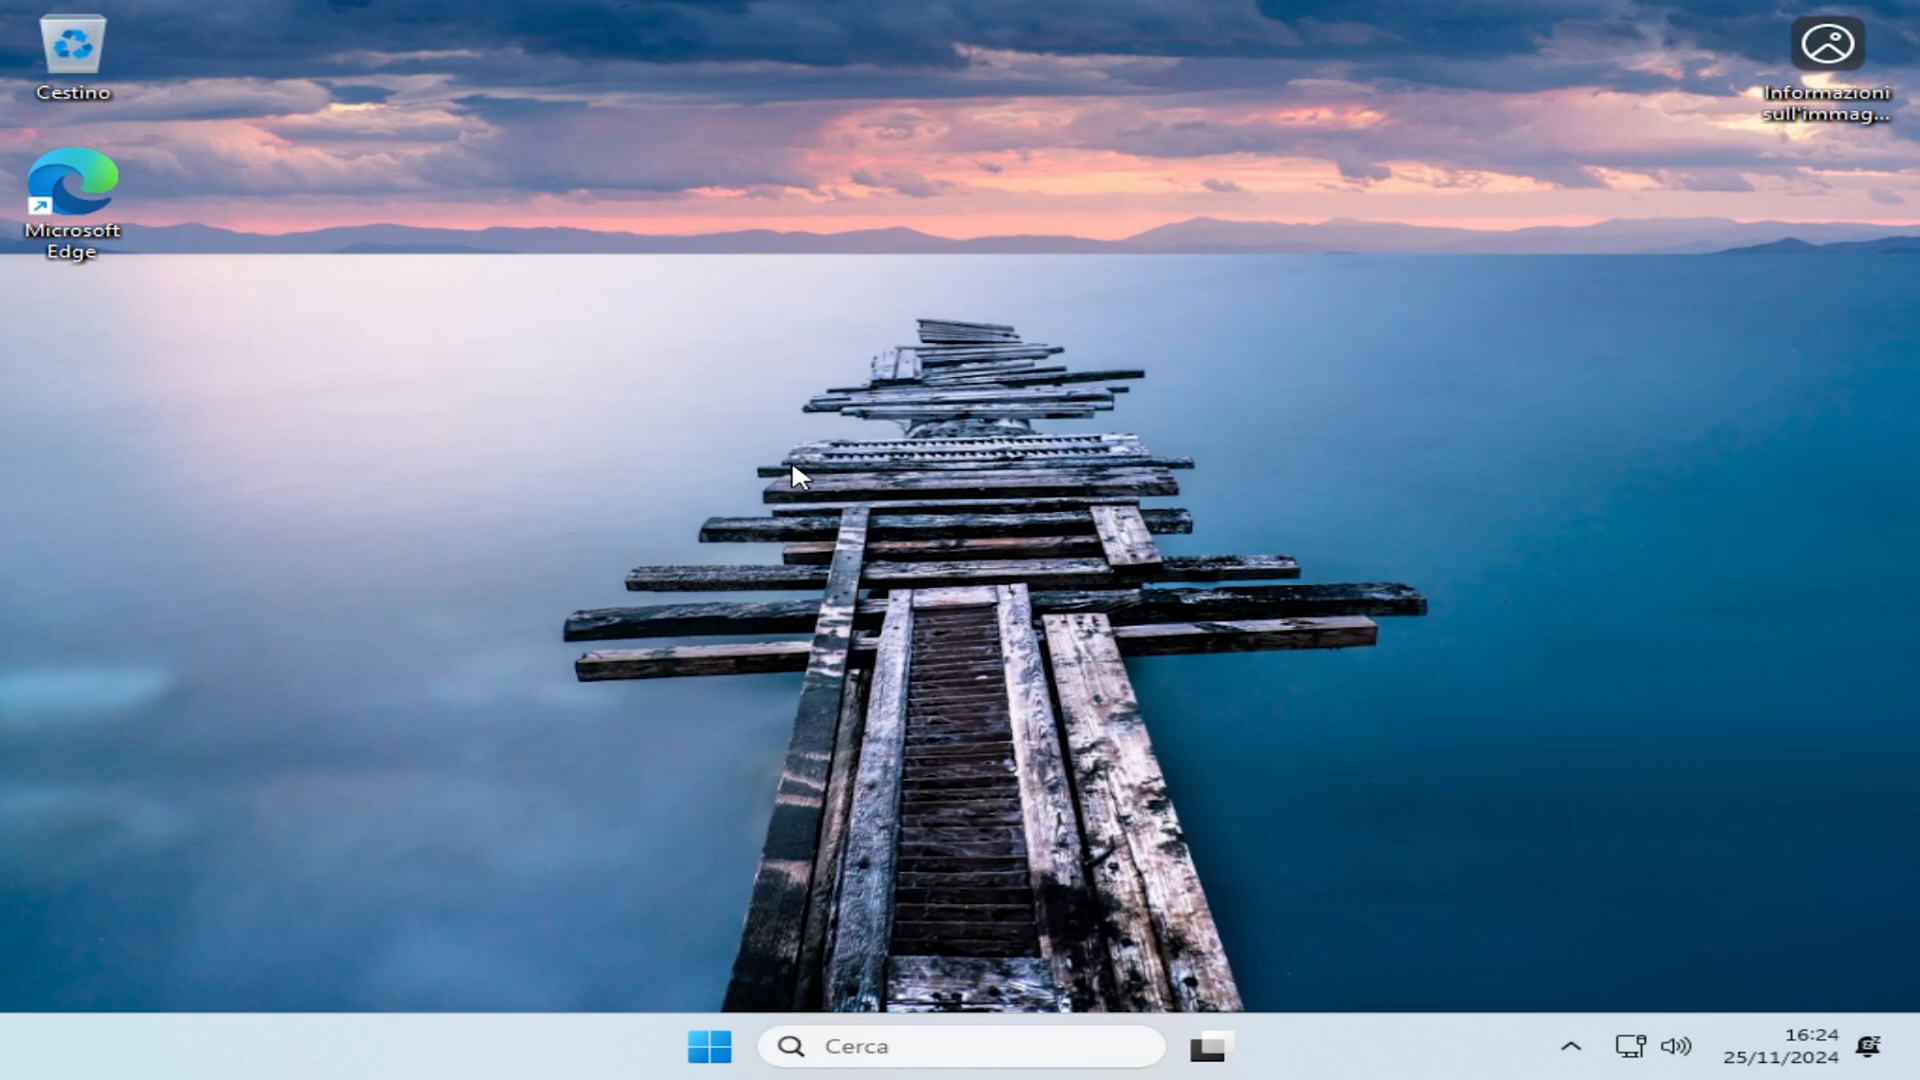 Cestino
Microsoft
Edge
Informazioni
sull'immag...
Cerca
16:24
25/11/2024